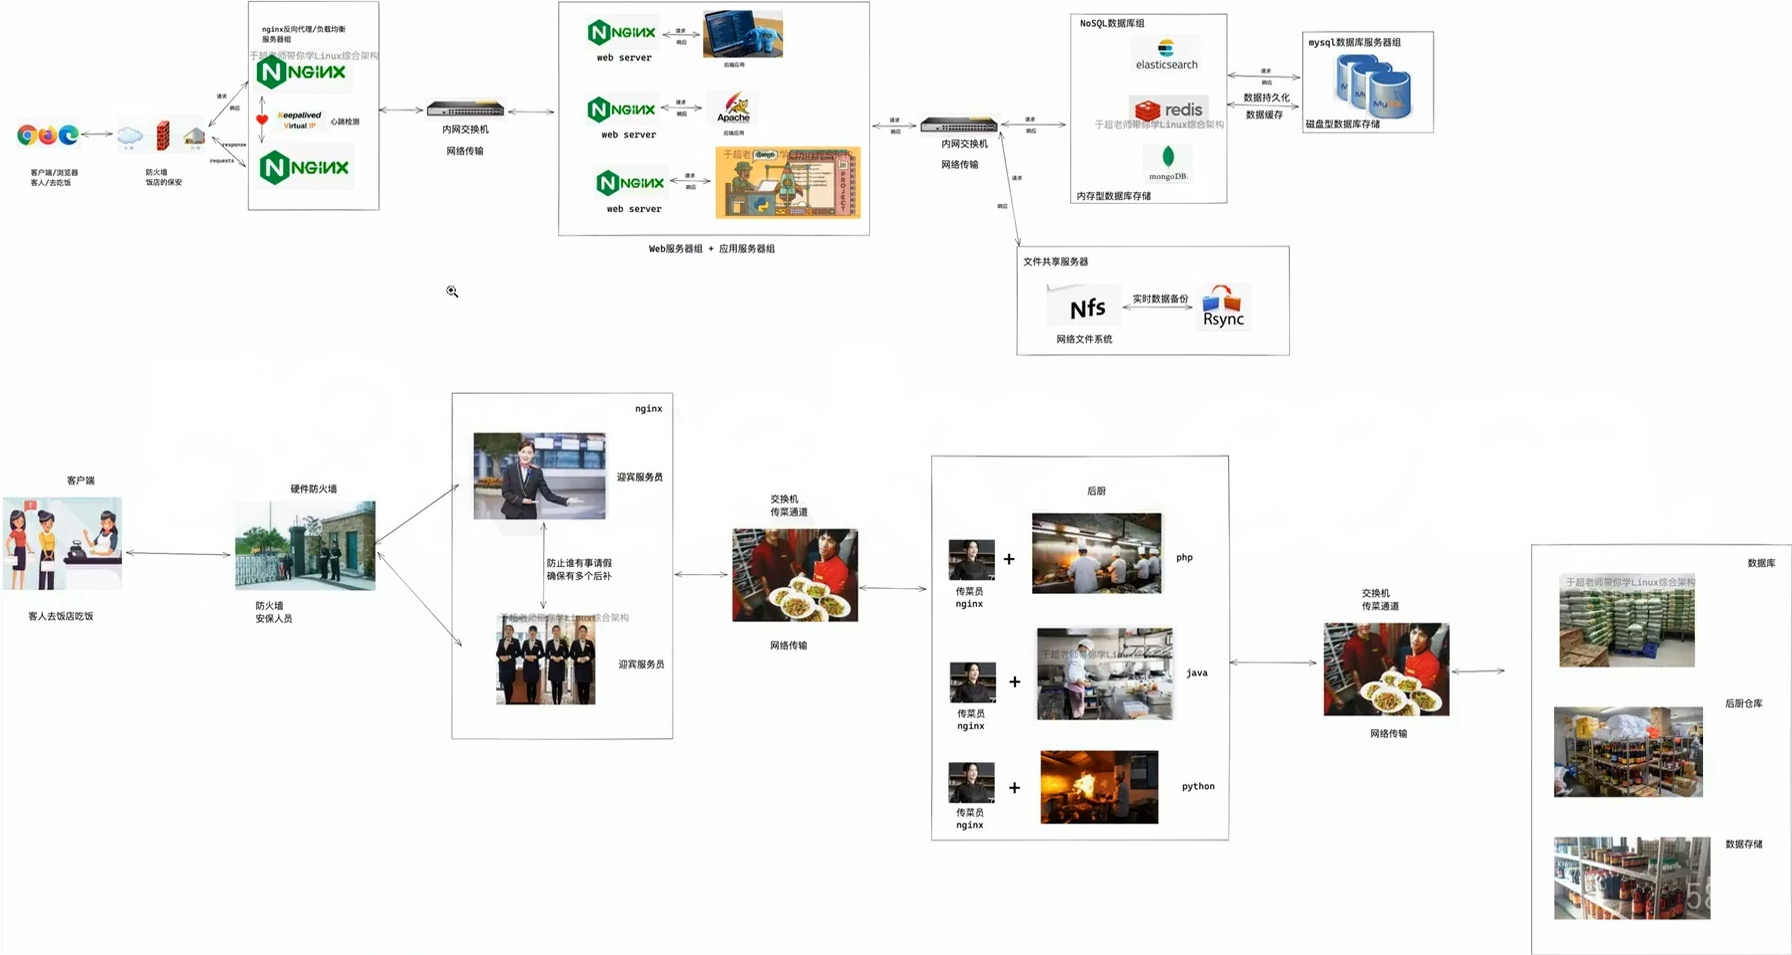 nginx反向代理/负载均衡
服务器组
于超老师带你学Linux综合架构
NGINX
请求
响应
Keepalived
Virtual IP
心跳检测
response
requests
NGINX
客户端/浏览器
客人/去吃饭
防火墙
饭店的保安
内网交换机
网络传输
NGINX
web server
请求
响应
php
后端应用
NGINX
web server
请求
响应
Apache
后端应用
NGINX
web server
请求
响应
django
INSTALLED APPS
PROJECT
Web服务器组 + 应用服务器组
请求
响应
内网交换机
网络传输
请求
响应
NoSQL数据库组
elasticsearch
redis
于超老师带你学Linux综合架构
mongoDB.
内存型数据库存储
请求
响应
数据持久化
数据缓存
mysql数据库服务器组
My
磁盘型数据库存储
请求
响应
文件共享服务器
Nfs
实时数据备份
Rsync
网络文件系统
客户端
客人去饭店吃饭
硬件防火墙
防火墙
安保人员
nginx
迎宾服务员
防止谁有事请假
确保有多个后补
于超老师带你学Linux综合架构
迎宾服务员
交换机
传菜通道
网络传输
后厨
传菜员
nginx
+
php
于超老师带你学Linux综合架构
传菜员
nginx
+
java
传菜员
nginx
+
python
交换机
传菜通道
网络传输
数据库
于超老师带你学Linux综合架构
后厨仓库
数据存储